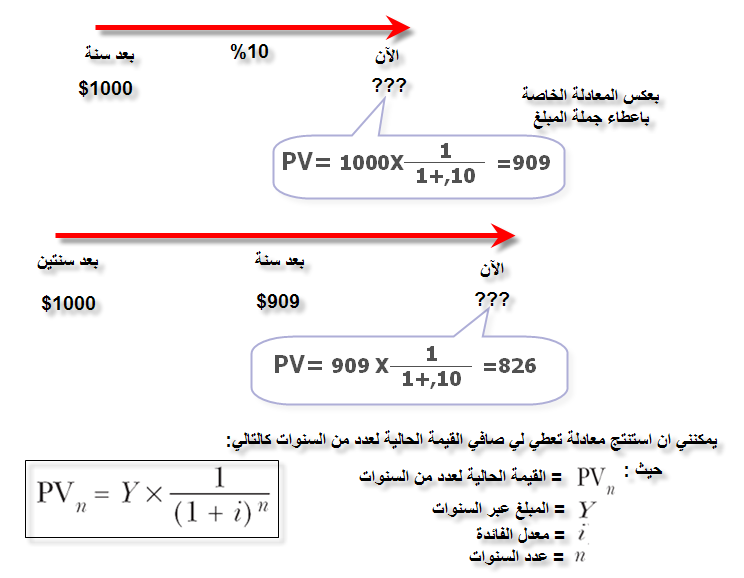 الآن %10 بعد سنة
??? $1000
بعكس المعادلة الخاصة
باعطاء جملة المبلغ
PV= 1000X 1/1+,10 =909
الآن بعد سنة بعد سنتين
??? $909 $1000
PV= 909 X 1/1+,10 =826
يمكنني ان استنتج معادلة تعطي لي صافي القيمة الحالية لعدد من السنوات كالتالي:
حيث : PVn = القيمة الحالية لعدد من السنوات
Y = المبلغ عبر السنوات
i = معدل الفائدة
n = عدد السنوات
PVn = Y × 1/(1 + i)^n